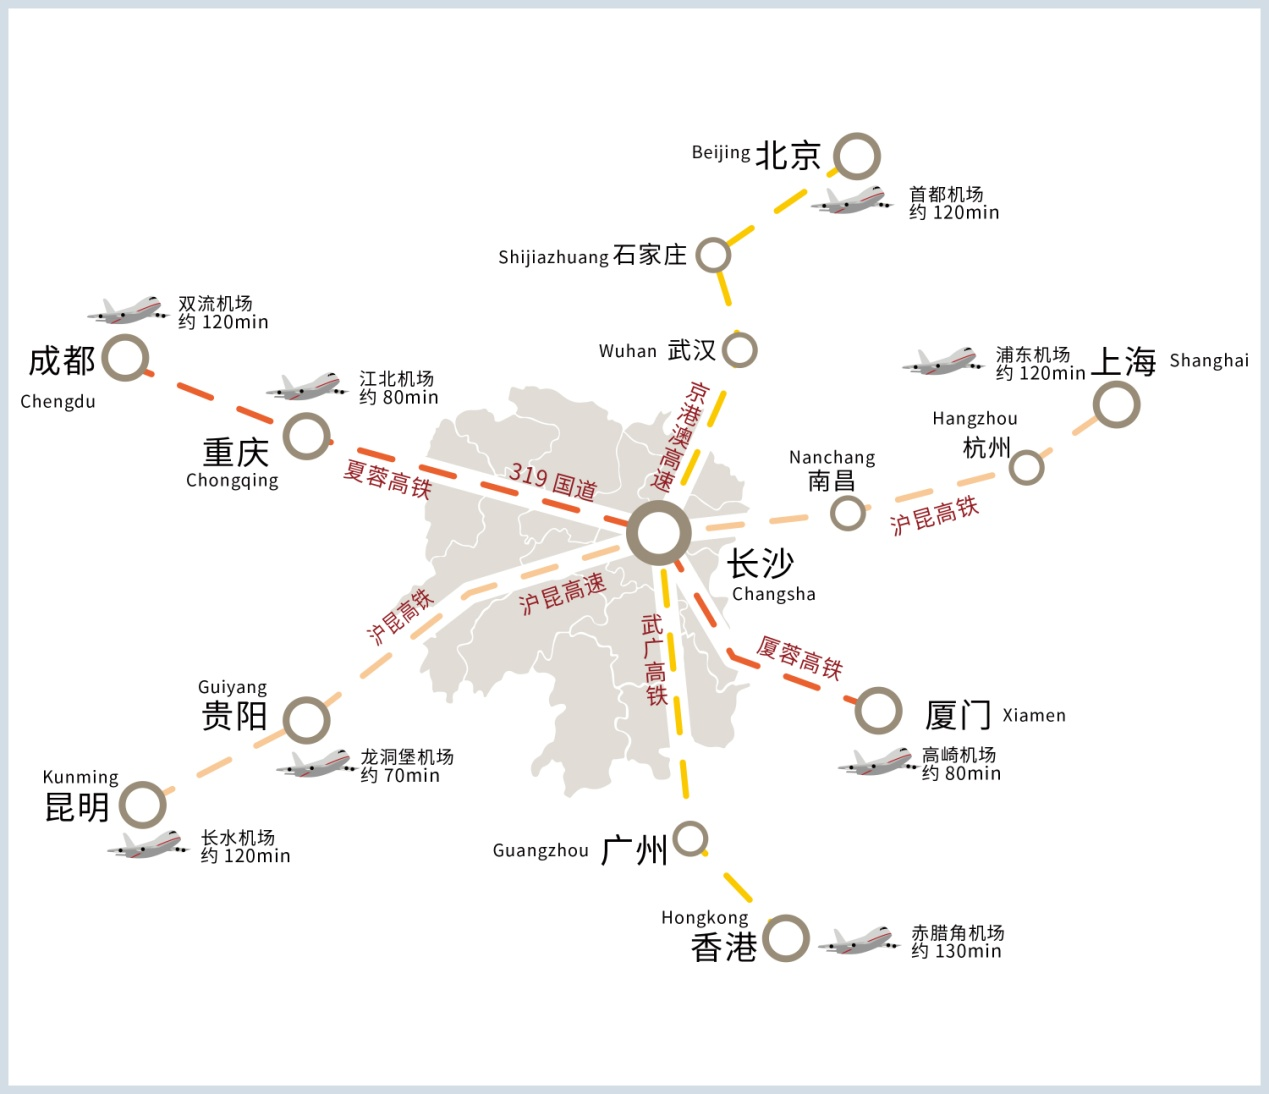 Beijing 北京
首都机场
约 120min
Shijiazhuang 石家庄
双流机场
约 120min
成都
Chengdu
江北机场
约 80min
重庆
Chongqing
Wuhan 武汉
浦东机场
约 120min
上海 Shanghai
Hangzhou
杭州
Nanchang
南昌
京港澳高速
夏蓉高铁
319 国道
沪昆高铁
长沙
Changsha
沪昆高速
沪昆高铁
武广高铁
厦蓉高铁
Guiyang
贵阳
龙洞堡机场
约 70min
厦门 Xiamen
高崎机场
约 80min
Kunming
昆明
长水机场
约 120min
Guangzhou 广州
Hongkong
香港
赤腊角机场
约 130min